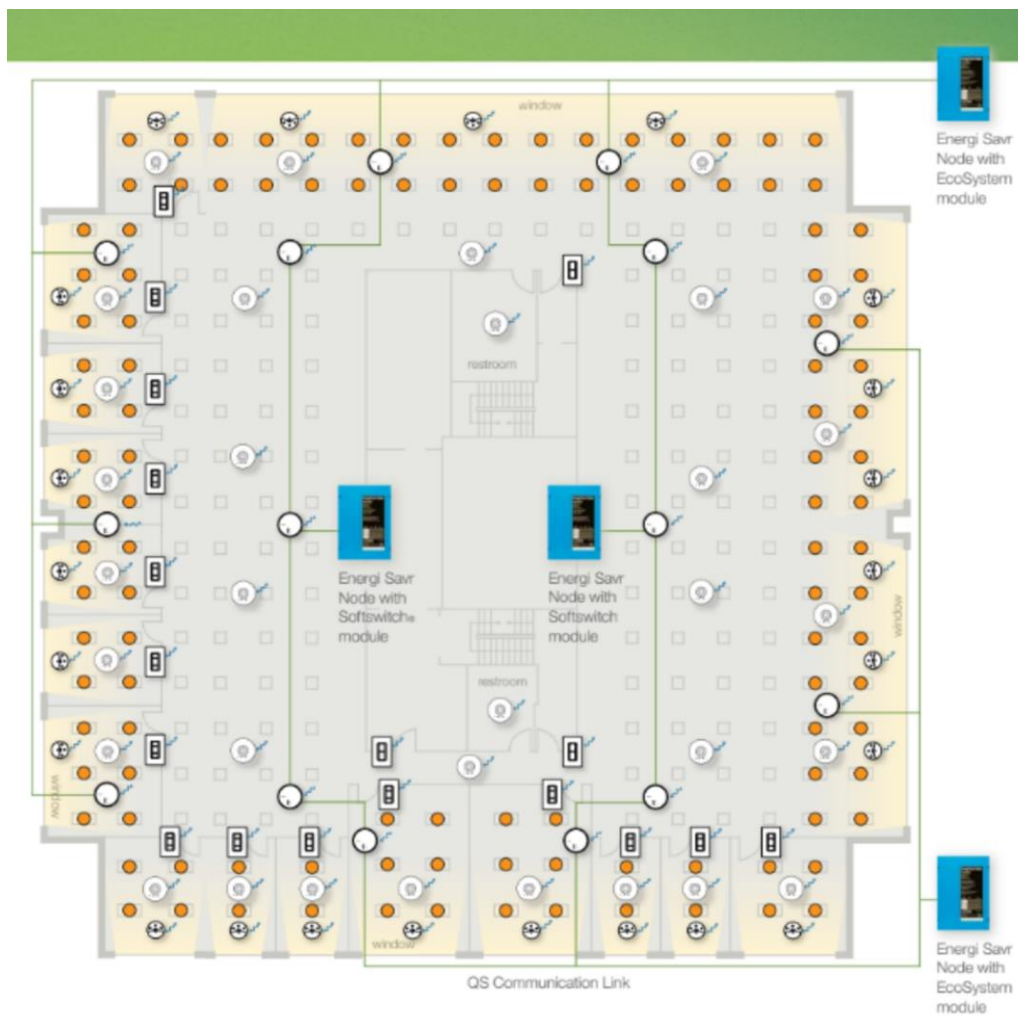 window
Energi Savr
Node with
EcoSystem
module
restroom
Energi Savr
Node with
Softswitch®
module
Energi Savr
Node with
Softswitch
module
window
restroom
window
window
QS Communication Link
Energi Savr
Node with
EcoSystem
module